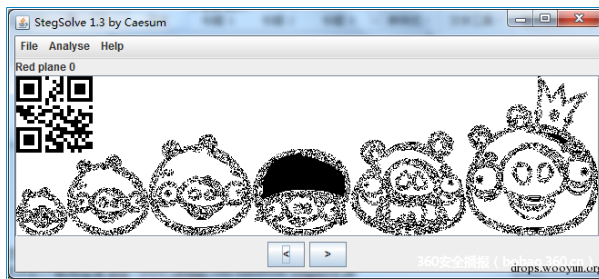 StegSolve 1.3 by Caesum
File Analyse Help
Red plane 0
< >
360安全播报 (bobao.360.cn)
drops.wooyun.org